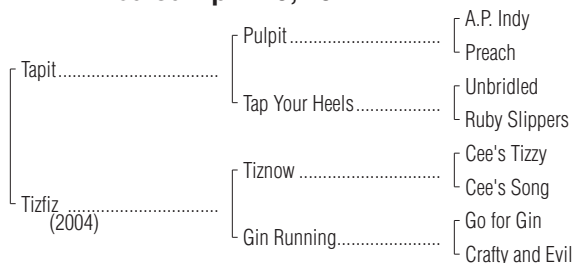 A.P. Indy
Pulpit
Preach
Tapit
Unbridled
Tap Your Heels
Ruby Slippers
Cee's Tizzy
Tiznow
Cee's Song
Tizfiz
(2004)
Go for Gin
Gin Running
Crafty and Evil